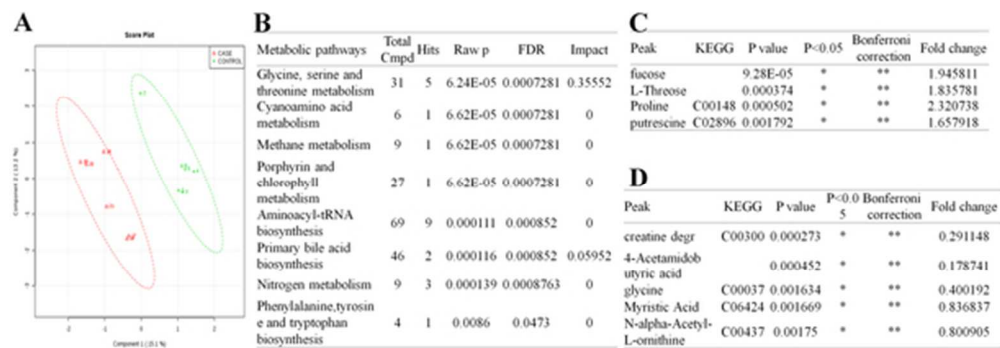 A
Score Plot
CASE
CONTROL
-2 -1 0 1 2
B
Metabolic pathways Total Cmpd Hits Raw p FDR Impact
Glycine, serine and
threonine metabolism 31 5 6.24E-05 0.0007281 0.35552
Cyanoamino acid
metabolism 6 1 6.62E-05 0.0007281 0
Methane metabolism 9 1 6.62E-05 0.0007281 0
Porphyrin and
chlorophyll
metabolism 27 1 6.62E-05 0.0007281 0
Aminoacyl-tRNA
biosynthesis 69 9 0.000111 0.000852 0
Primary bile acid
biosynthesis 46 2 0.000116 0.000852 0.05952
Nitrogen metabolism 9 3 0.000139 0.0008763 0
Phenylalanine,tyrosin
e and tryptophan
biosynthesis 4 1 0.0086 0.0473 0
C
Peak KEGG P value P<0.05 Bonferroni correction Fold change
fucose 9.28E-05 * ** 1.945811
L-Threose 0.000374 * ** 1.835781
Proline C00148 0.000502 * ** 2.320738
putrescine C02896 0.001792 * ** 1.657918
D
Peak KEGG P value P<0.05 Bonferroni correction Fold change
creatine degr C00300 0.000273 * ** 0.291148
4-Acetamidob
utyric acid 0.000452 * ** 0.178741
glycine C00037 0.001634 * ** 0.400192
Myristic Acid C06424 0.001669 * ** 0.836837
N-alpha-Acetyl-
L-ornithine C00437 0.00175 * ** 0.800905